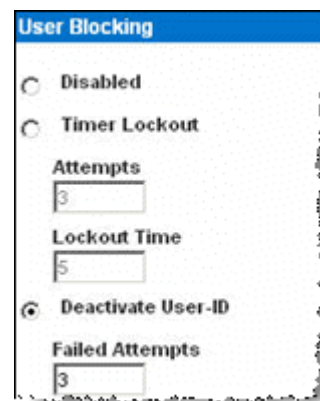 User Blocking
Disabled
Timer Lockout
Attempts
3
Lockout Time
5
Deactivate User-ID
Failed Attempts
3